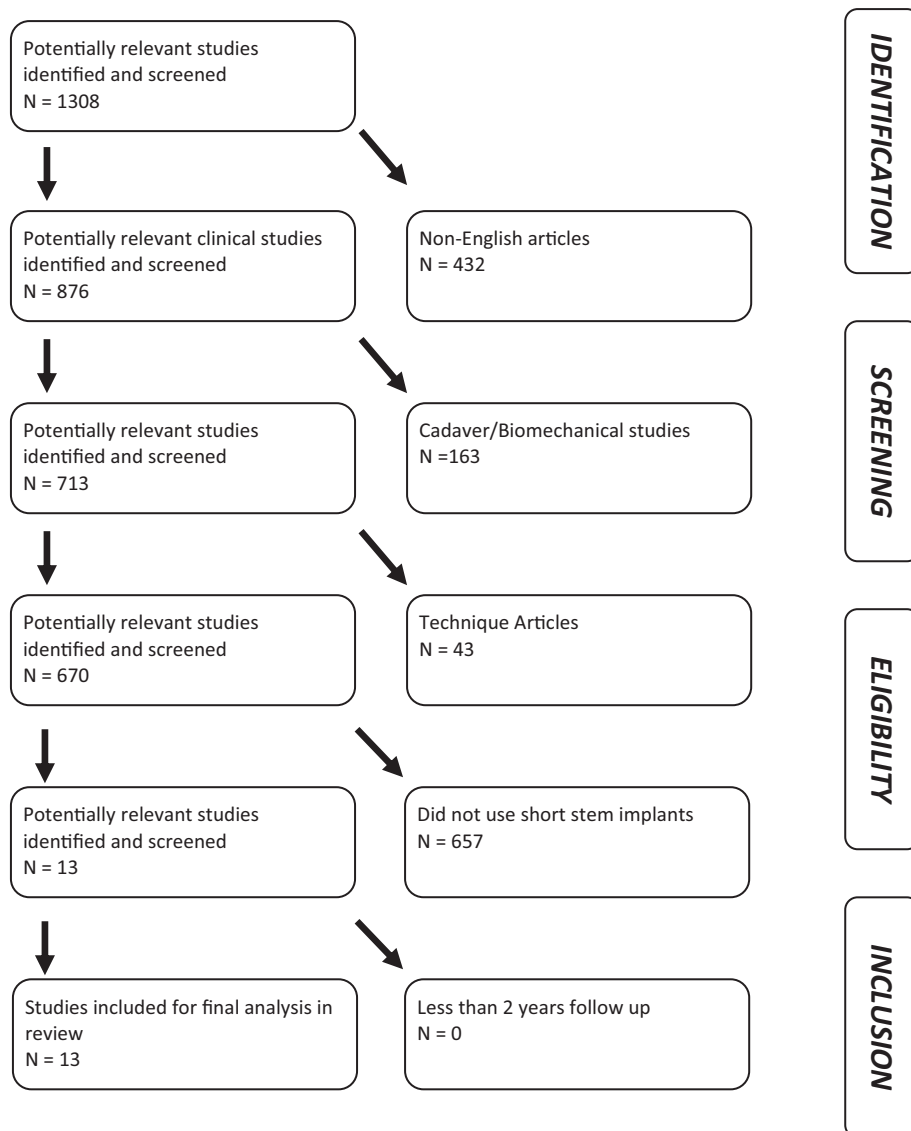 Potentially relevant studies
identified and screened
N = 1308
Potentially relevant clinical studies
identified and screened
N = 876
Non-English articles
N = 432
Potentially relevant studies
identified and screened
N = 713
Cadaver/Biomechanical studies
N =163
Potentially relevant studies
identified and screened
N = 670
Technique Articles
N = 43
Potentially relevant studies
identified and screened
N = 13
Did not use short stem implants
N = 657
Studies included for final analysis in
review
N = 13
Less than 2 years follow up
N = 0
IDENTIFICATION
SCREENING
ELIGIBILITY
INCLUSION